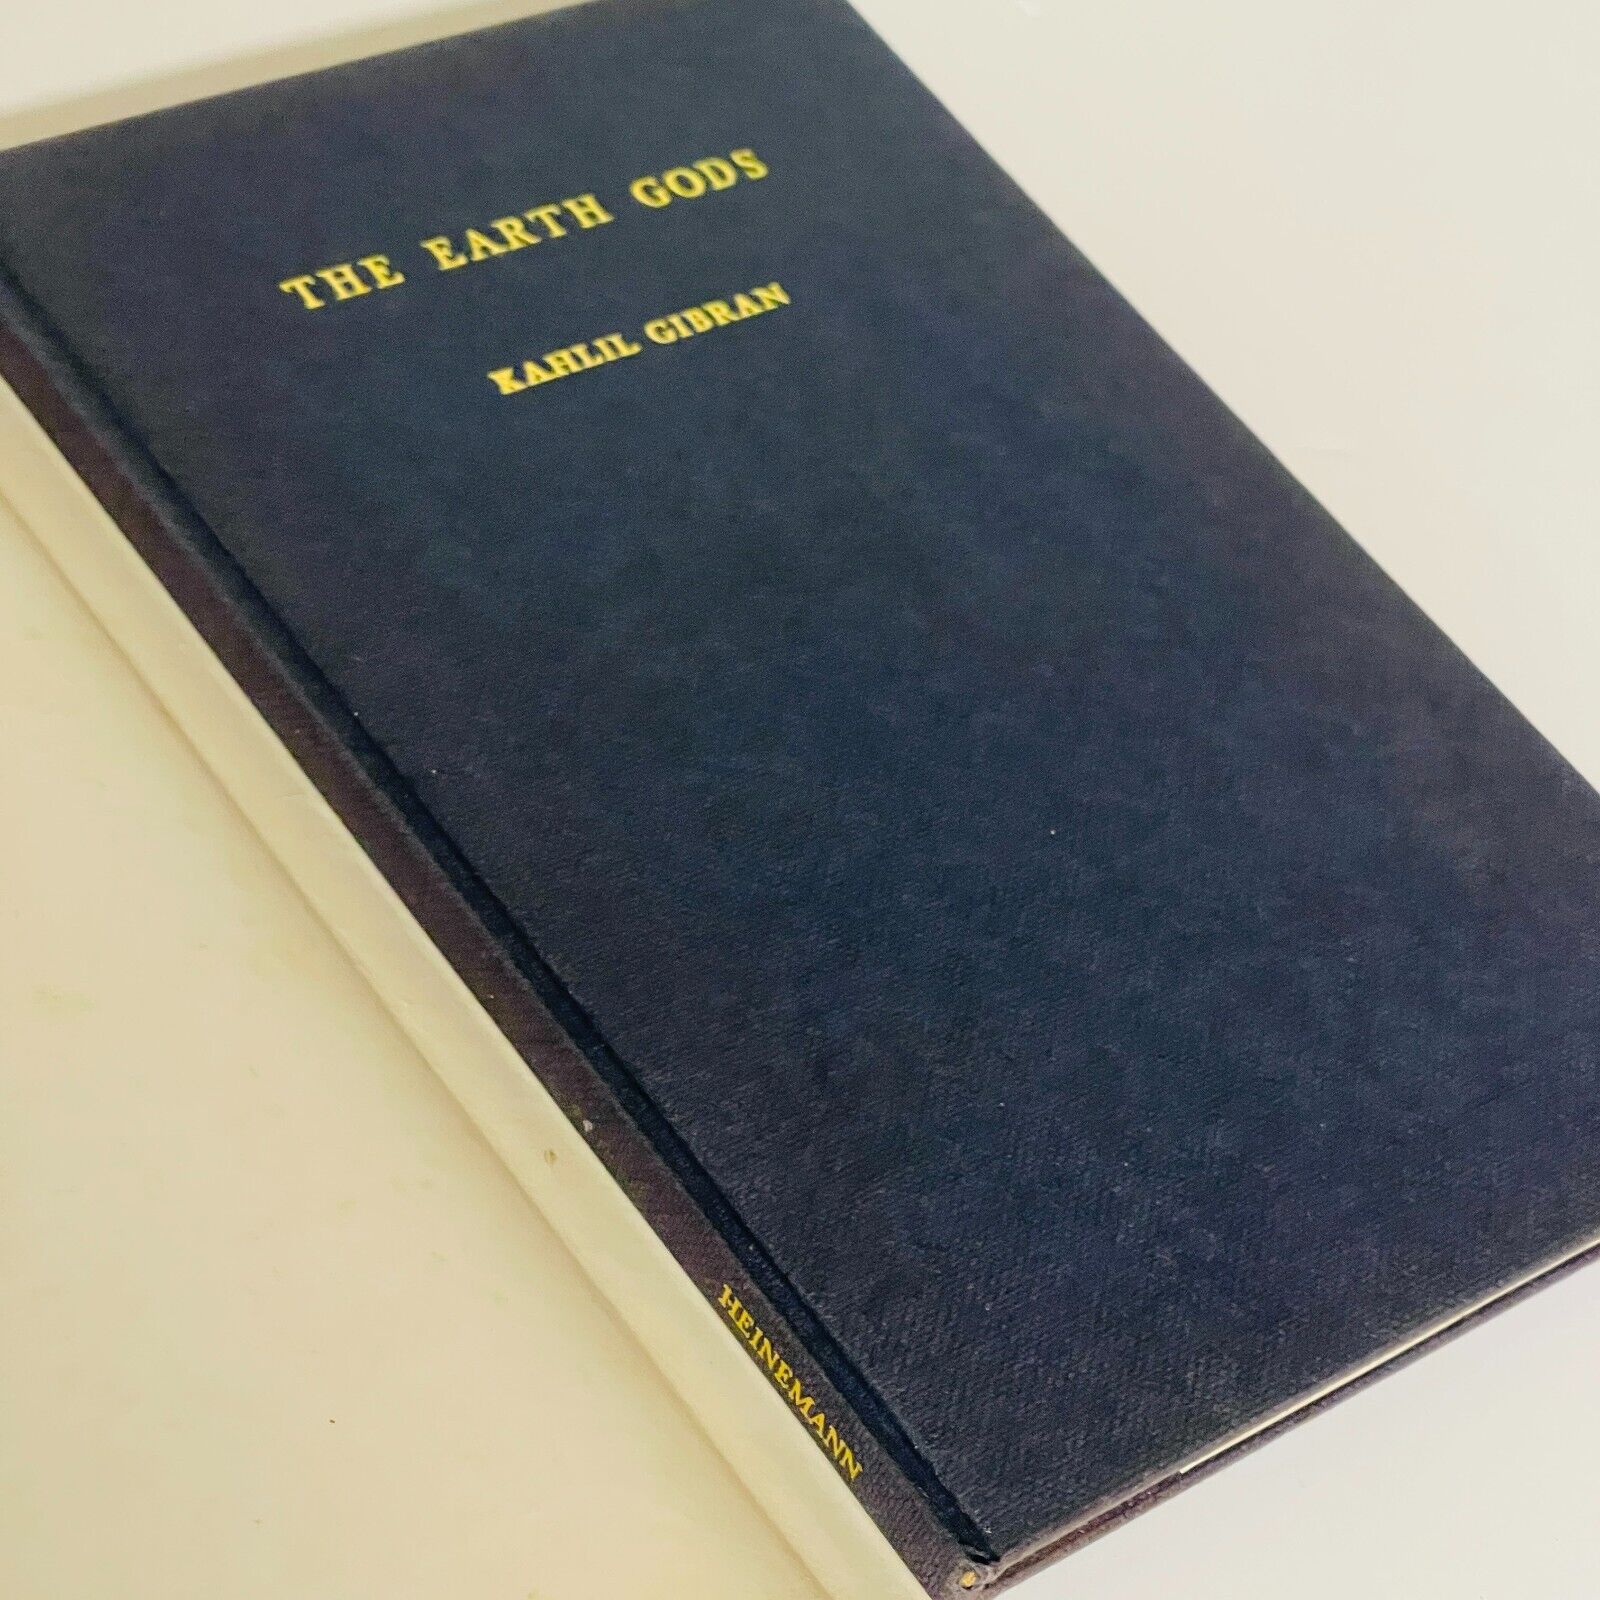 THE EARTH GODS
KAHLIL GIBRAN
HEINEMANN